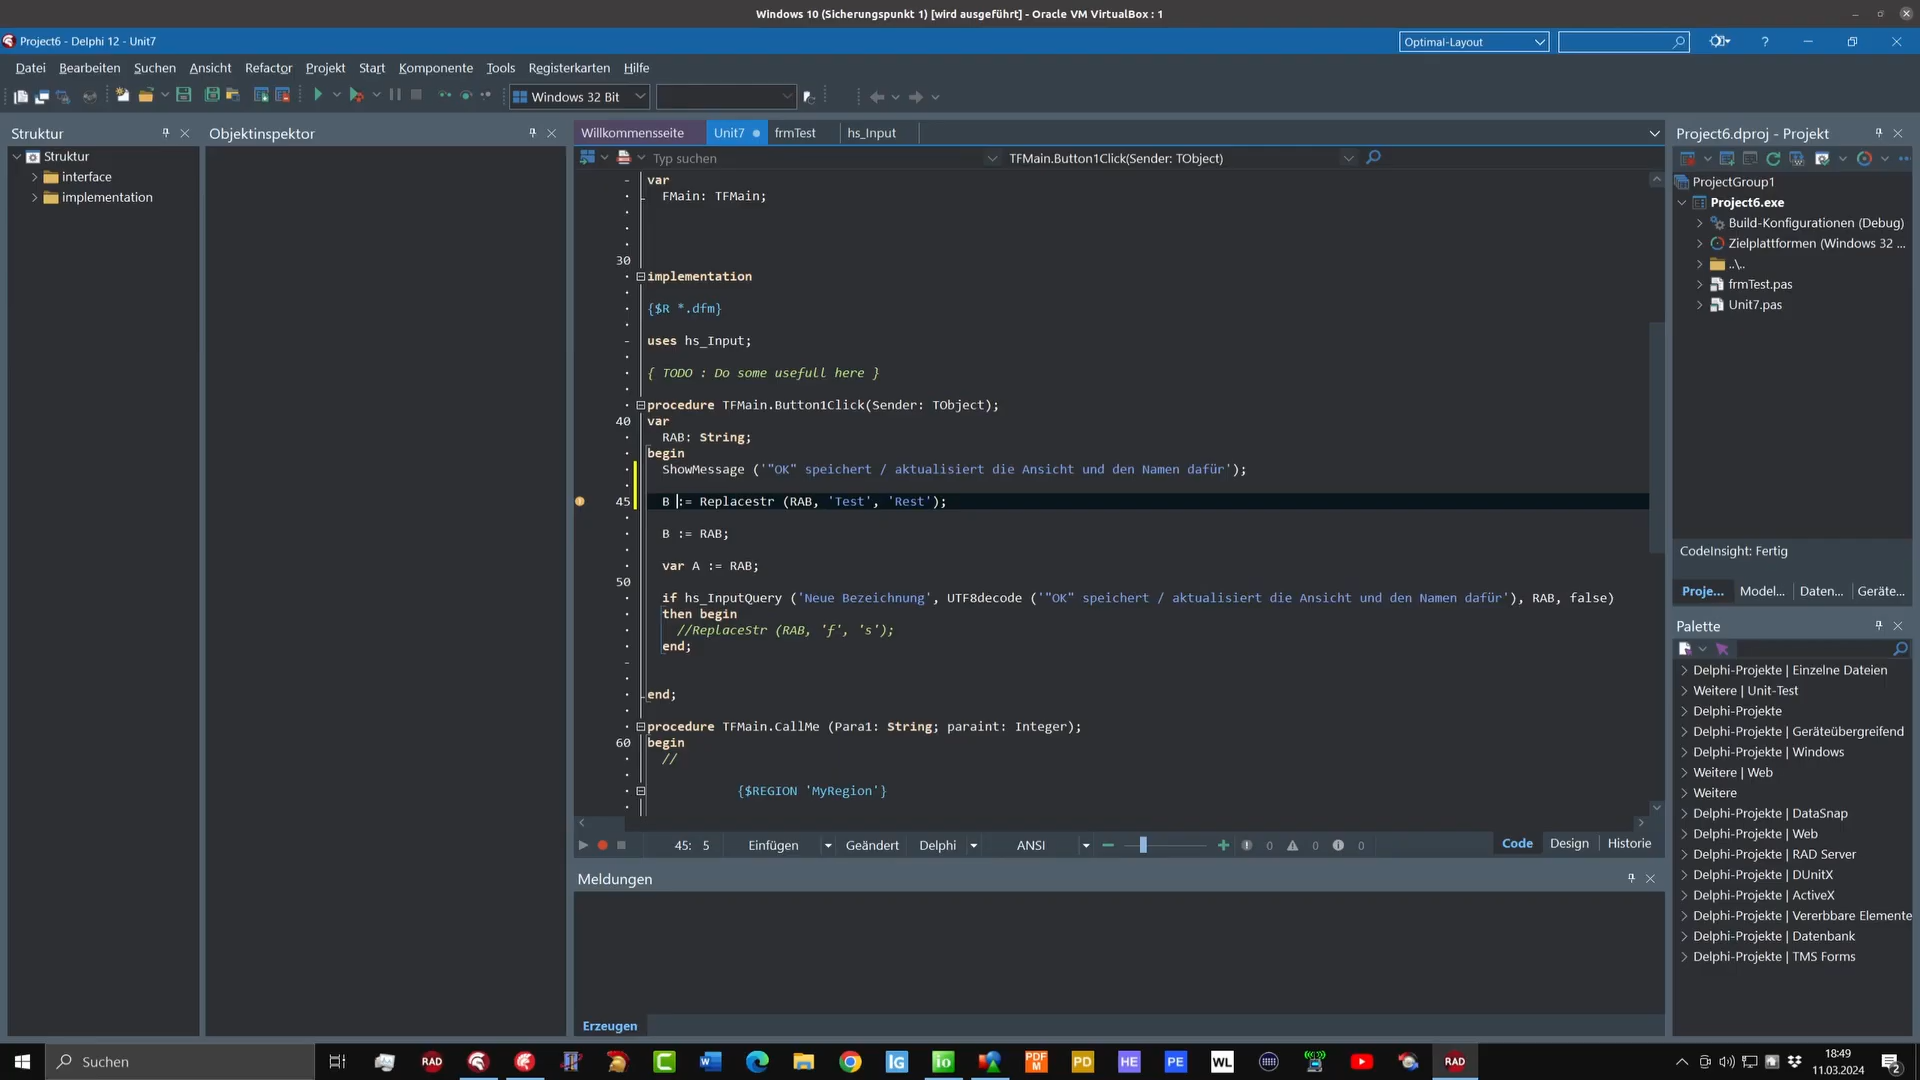 Windows 10 (Sicherungspunkt 1) [wird ausgeführt] - Oracle VM VirtualBox : 1
Project6 - Delphi 12 - Unit7
Optimal-Layout
Datei Bearbeiten Suchen Ansicht Refactor Projekt Start Komponente Tools Registerkarten Hilfe
Windows 32 Bit
Struktur
Struktur
interface
implementation
Objektinspektor
Willkommensseite Unit7 frmTest hs_Input
Typ suchen TFMain.Button1Click(Sender: TObject)
var
FMain: TFMain;
30
implementation
{$R *.dfm}
uses hs_Input;
{ TODO : Do some usefull here }
procedure TFMain.Button1Click(Sender: TObject);
40 var
RAB: String;
begin
ShowMessage ('"OK" speichert / aktualisiert die Ansicht und den Namen dafür');
45 B := Replacestr (RAB, 'Test', 'Rest');
B := RAB;
var A := RAB;
50
if hs_InputQuery ('Neue Bezeichnung', UTF8decode ('"OK" speichert / aktualisiert die Ansicht und den Namen dafür'), RAB, false)
then begin
//ReplaceStr (RAB, 'f', 's');
end;
end;
procedure TFMain.CallMe (Para1: String; paraint: Integer);
60 begin
//
{$REGION 'MyRegion'}
45: 5 Einfügen Geändert Delphi ANSI 0 0 0 Code Design Historie
Meldungen
Erzeugen
Project6.dproj - Projekt
ProjectGroup1
Project6.exe
Build-Konfigurationen (Debug)
Zielplattformen (Windows 32 ...
..\..
frmTest.pas
Unit7.pas
CodeInsight: Fertig
Proje... Model... Daten... Geräte...
Palette
Delphi-Projekte | Einzelne Dateien
Weitere | Unit-Test
Delphi-Projekte
Delphi-Projekte | Geräteübergreifend
Delphi-Projekte | Windows
Weitere | Web
Weitere
Delphi-Projekte | DataSnap
Delphi-Projekte | Web
Delphi-Projekte | RAD Server
Delphi-Projekte | DUnitX
Delphi-Projekte | ActiveX
Delphi-Projekte | Vererbbare Elemente
Delphi-Projekte | Datenbank
Delphi-Projekte | TMS Forms
Suchen
RAD
IG
io
PDF M
PD
HE
PE
WL
RAD
18:49
11.03.2024
2